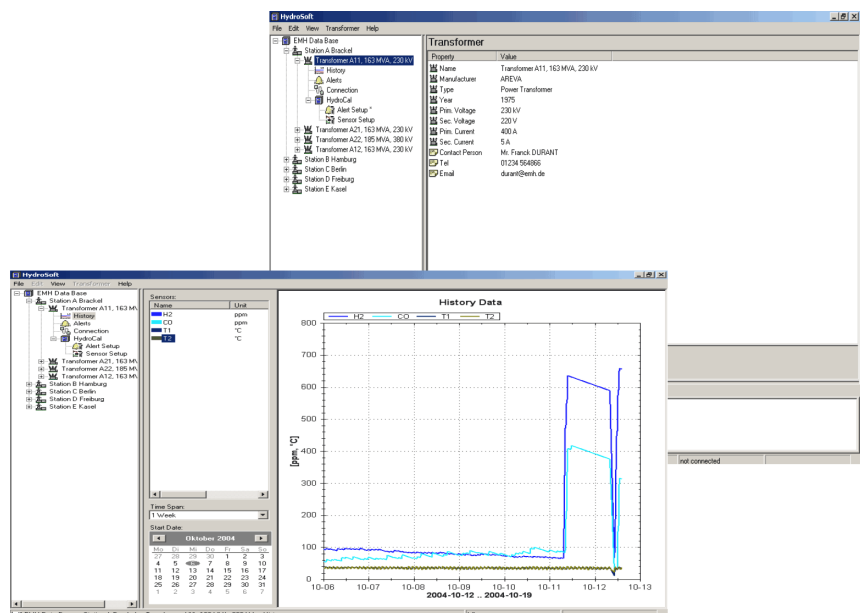 HydroSoft
File Edit View Transformer Help
EMH Data Base
Station A Brackel
Transformer A11, 163 MVA, 230 kV
History
Alerts
Connection
HydroCal
Alert Setup *
Sensor Setup
Transformer A21, 163 MVA, 230 kV
Transformer A22, 185 MVA, 380 kV
Transformer A12, 163 MVA, 230 kV
Station B Hamburg
Station C Berlin
Station D Freiburg
Station E Kasel
Transformer
Property Value
Name Transformer A11, 163 MVA, 230 kV
Manufacturer AREVA
Type Power Transformer
Year 1975
Prim. Voltage 230 kV
Sec. Voltage 220 V
Prim. Current 400 A
Sec. Current 5 A
Contact Person Mr. Franck DURANT
Tel 01234 564866
Email durant@emh.de
not connected
HydroSoft
File Edit View Transformer Help
EMH Data Base
Station A Brackel
Transformer A11, 163 M
History
Alerts
Connection
HydroCal
Alert Setup
Sensor Setup
Transformer A21, 163 M
Transformer A22, 185 M
Transformer A12, 163 M
Station B Hamburg
Station C Berlin
Station D Freiburg
Station E Kasel
Sensors:
Name Unit
H2 ppm
CO ppm
T1 °C
T2 °C
Time Span:
1 Week
Start Date:
Oktober 2004
Mo Di Mi Do Fr Sa So
27 28 29 30 1 2 3
4 5 6 7 8 9 10
11 12 13 14 15 16 17
18 19 20 21 22 23 24
25 26 27 28 29 30 31
1 2 3 4 5 6 7
History Data
H2 CO T1 T2
800
700
600
500
400
300
200
100
0
[ppm, °C]
10-06 10-07 10-08 10-09 10-10 10-11 10-12 10-13
2004-10-12 .. 2004-10-19